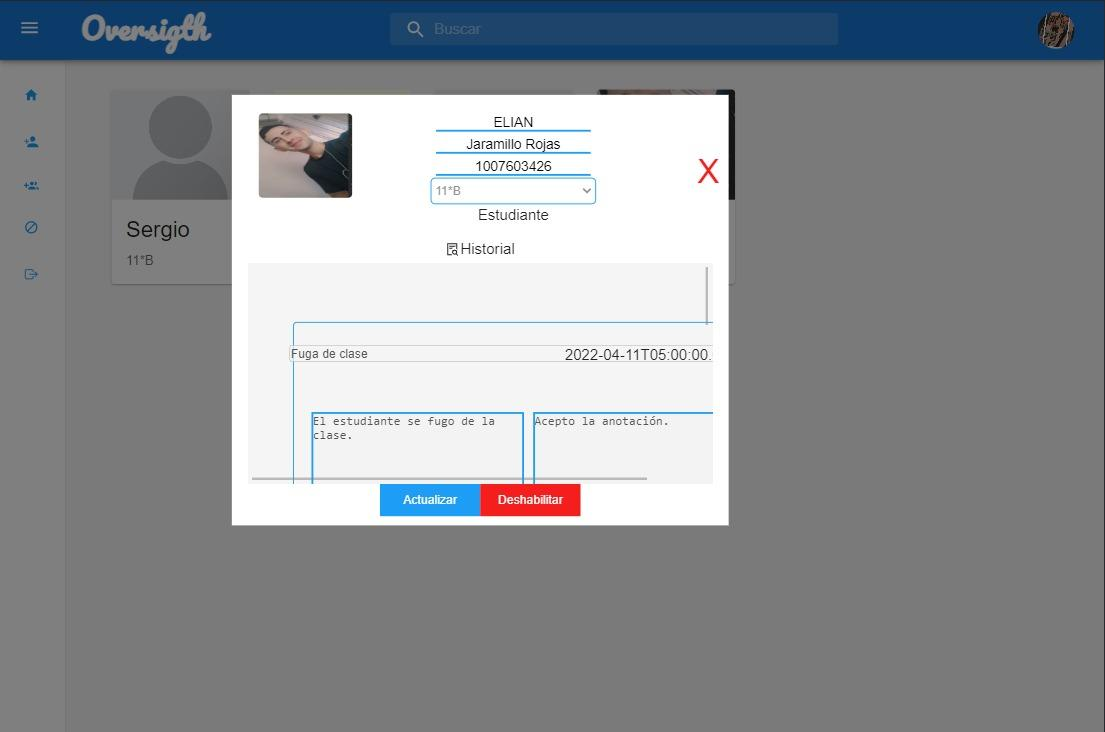 Oversigth
Buscar
ELIAN
Jaramillo Rojas
1007603426
11*B
Estudiante
X
Historial
Fuga de clase
2022-04-11T05:00:00.
El estudiante se fugo de la
clase.
Acepto la anotación.
Actualizar
Deshabilitar
Sergio
11*B